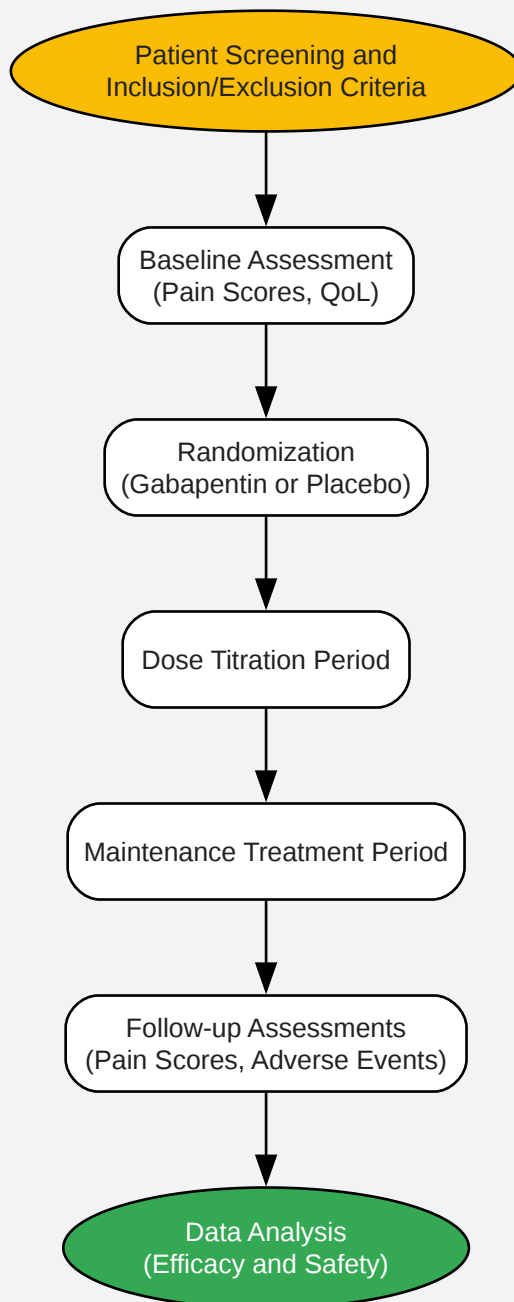 Patient Screening and
Inclusion/Exclusion Criteria
Baseline Assessment
(Pain Scores, QoL)
Randomization
(Gabapentin or Placebo)
Dose Titration Period
Maintenance Treatment Period
Follow-up Assessments
(Pain Scores, Adverse Events)
Data Analysis
(Efficacy and Safety)